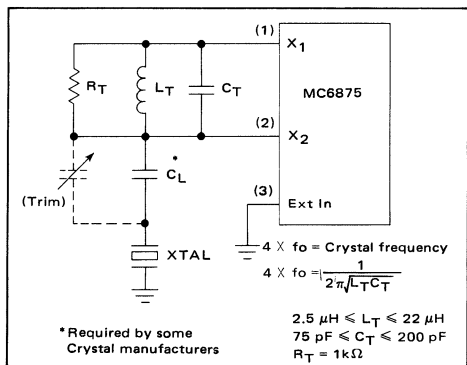 (1)
X1
RT
LT
CT
MC6875
(2)
X2
*
CL
(Trim)
(3)
Ext In
XTAL
4 X fo = Crystal frequency
4 X fo = 1 / 2 π√LTCT
*Required by some
Crystal manufacturers
2.5 μH ≤ LT ≤ 22 μH
75 pF ≤ CT ≤ 200 pF
RT = 1kΩ